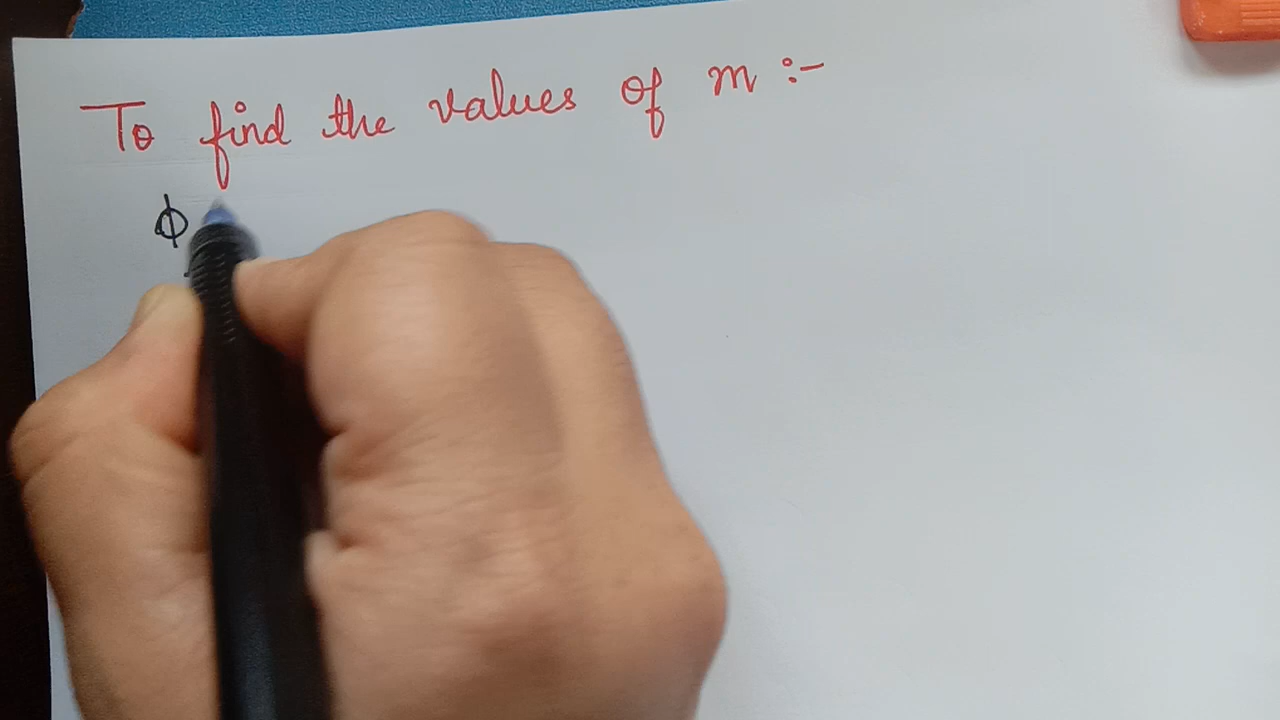 To find the values of m :-
ϕ